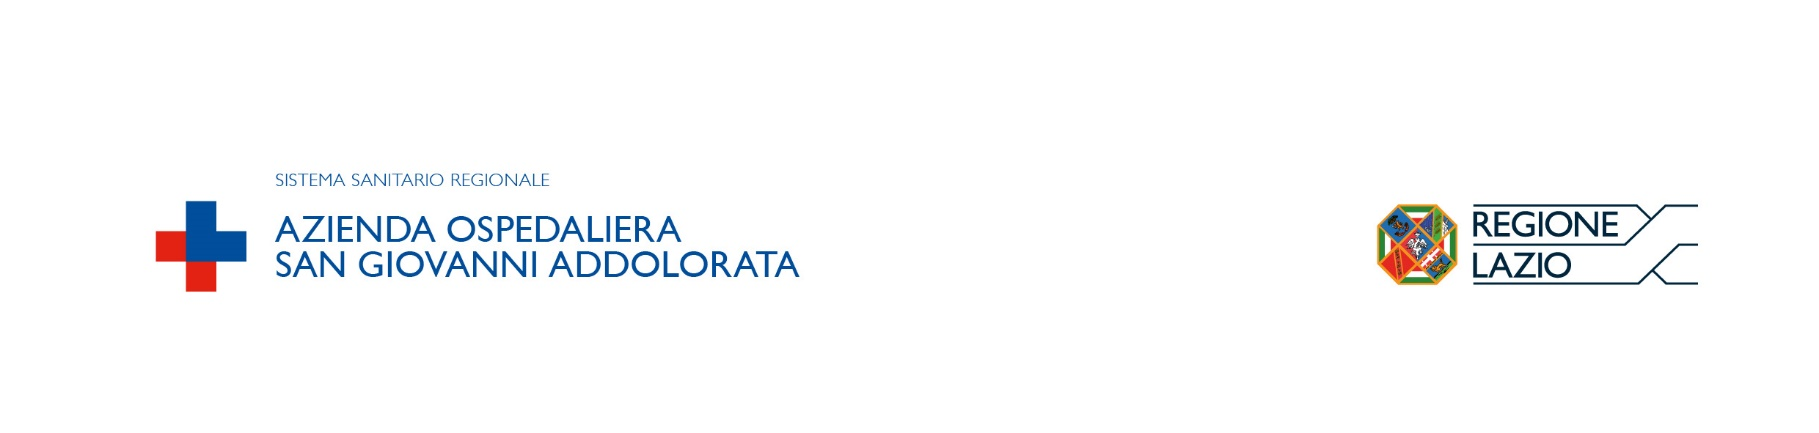 SISTEMA SANITARIO REGIONALE
AZIENDA OSPEDALIERA
SAN GIOVANNI ADDOLORATA
REGIONE
LAZIO